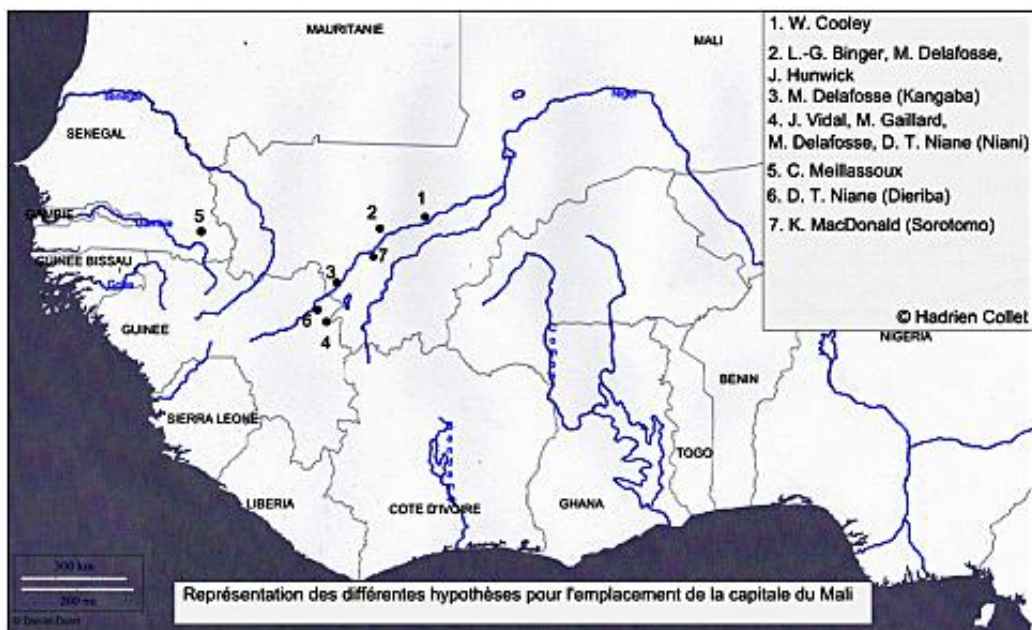 MAURITANIE
MALI
1. W. Cooley
2. L.-G. Binger, M. Delafosse,
J. Hunwick
3. M. Delafosse (Kangaba)
4. J. Vidal, M. Gaillard,
M. Delafosse, D. T. Niane (Niani)
5. C. Meillassoux
6. D. T. Niane (Dieriba)
7. K. MacDonald (Sorotomo)
© Hadrien Collet
Sénégal
Niger
SENEGAL
1
2
5
7
GAMBIE
GUINEE BISSAU
3
6
4
GUINEE
NIGERIA
BENIN
SIERRA LEONE
TOGO
LIBERIA
COTE D'IVOIRE
GHANA
300 km
Représentation des différentes hypothèses pour l'emplacement de la capitale du Mali